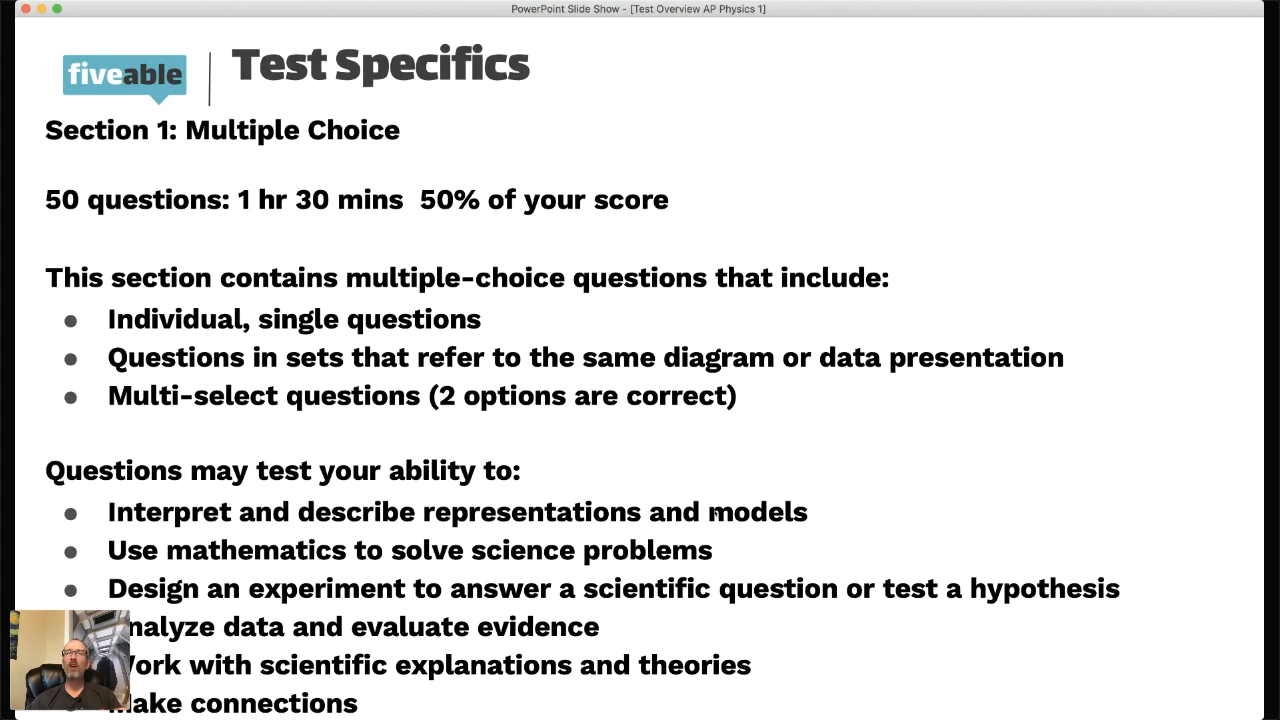 PowerPoint Slide Show - [Test Overview AP Physics 1]
fiveable
Test Specifics
Section 1: Multiple Choice
50 questions: 1 hr 30 mins 50% of your score
This section contains multiple-choice questions that include:
Individual, single questions
Questions in sets that refer to the same diagram or data presentation
Multi-select questions (2 options are correct)
Questions may test your ability to:
Interpret and describe representations and models
Use mathematics to solve science problems
Design an experiment to answer a scientific question or test a hypothesis
nalyze data and evaluate evidence
Work with scientific explanations and theories
Make connections